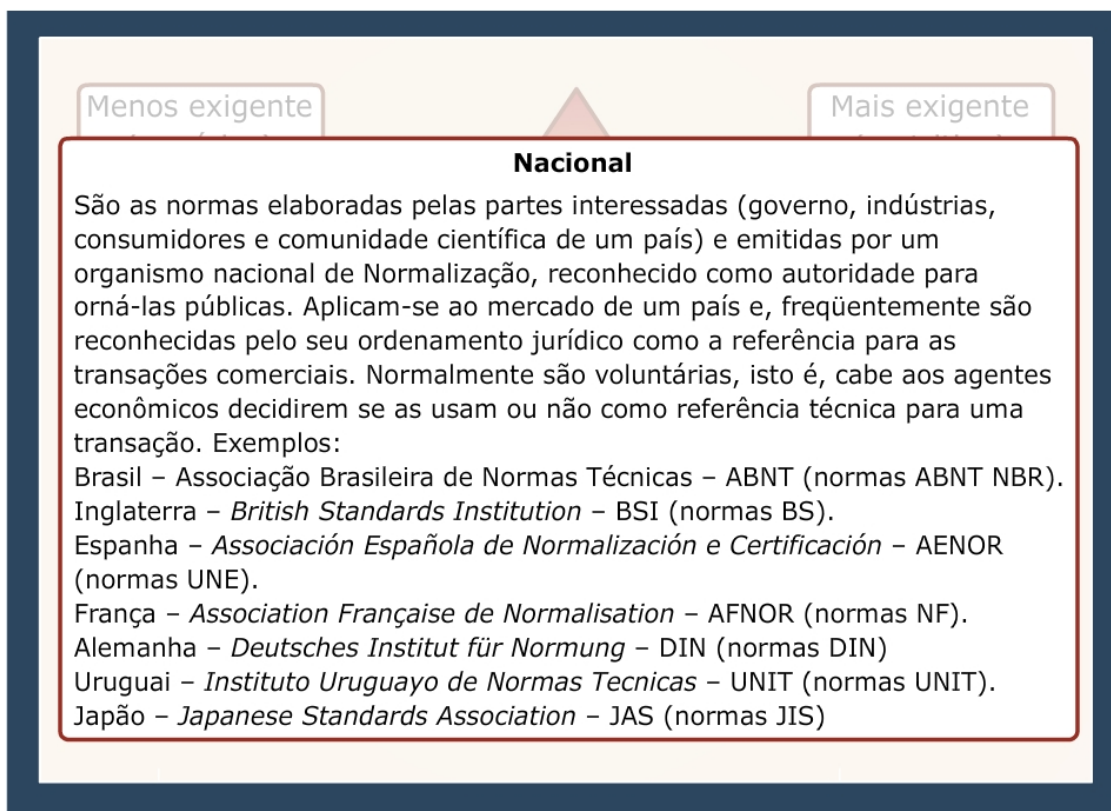 Menos exigente
Mais exigente
Nacional
São as normas elaboradas pelas partes interessadas (governo, indústrias,
consumidores e comunidade científica de um país) e emitidas por um
organismo nacional de Normalização, reconhecido como autoridade para
orná-las públicas. Aplicam-se ao mercado de um país e, freqüentemente são
reconhecidas pelo seu ordenamento jurídico como a referência para as
transações comerciais. Normalmente são voluntárias, isto é, cabe aos agentes
econômicos decidirem se as usam ou não como referência técnica para uma
transação. Exemplos:
Brasil – Associação Brasileira de Normas Técnicas – ABNT (normas ABNT NBR).
Inglaterra – British Standards Institution – BSI (normas BS).
Espanha – Associación Española de Normalización e Certificación – AENOR
(normas UNE).
França – Association Française de Normalisation – AFNOR (normas NF).
Alemanha – Deutsches Institut für Normung – DIN (normas DIN)
Uruguai – Instituto Uruguayo de Normas Tecnicas – UNIT (normas UNIT).
Japão – Japanese Standards Association – JAS (normas JIS)